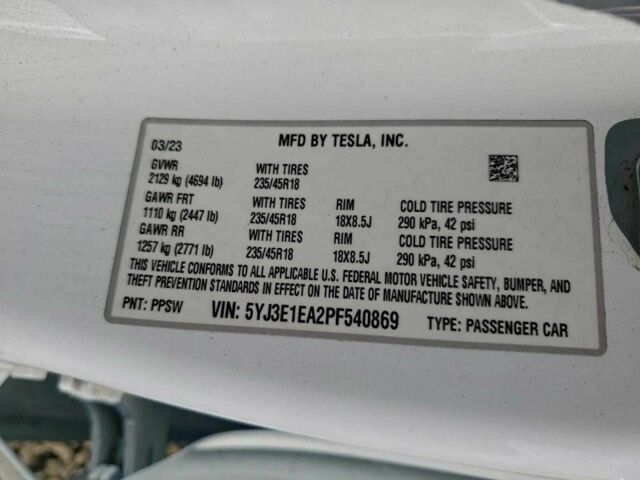 03/23 MFD BY TESLA, INC.
GVWR WITH TIRES
2129 kg (4694 lb) 235/45R18
GAWR FRT WITH TIRES RIM COLD TIRE PRESSURE
1110 kg (2447 lb) 235/45R18 18X8.5J 290 kPa, 42 psi
GAWR RR WITH TIRES RIM COLD TIRE PRESSURE
1257 kg (2771 lb) 235/45R18 18X8.5J 290 kPa, 42 psi
THIS VEHICLE CONFORMS TO ALL APPLICABLE U.S. FEDERAL MOTOR VEHICLE SAFETY, BUMPER, AND
THEFT PREVENTION STANDARDS IN EFFECT ON THE DATE OF MANUFACTURE SHOWN ABOVE.
PNT: PPSW VIN: 5YJ3E1EA2PF540869 TYPE: PASSENGER CAR